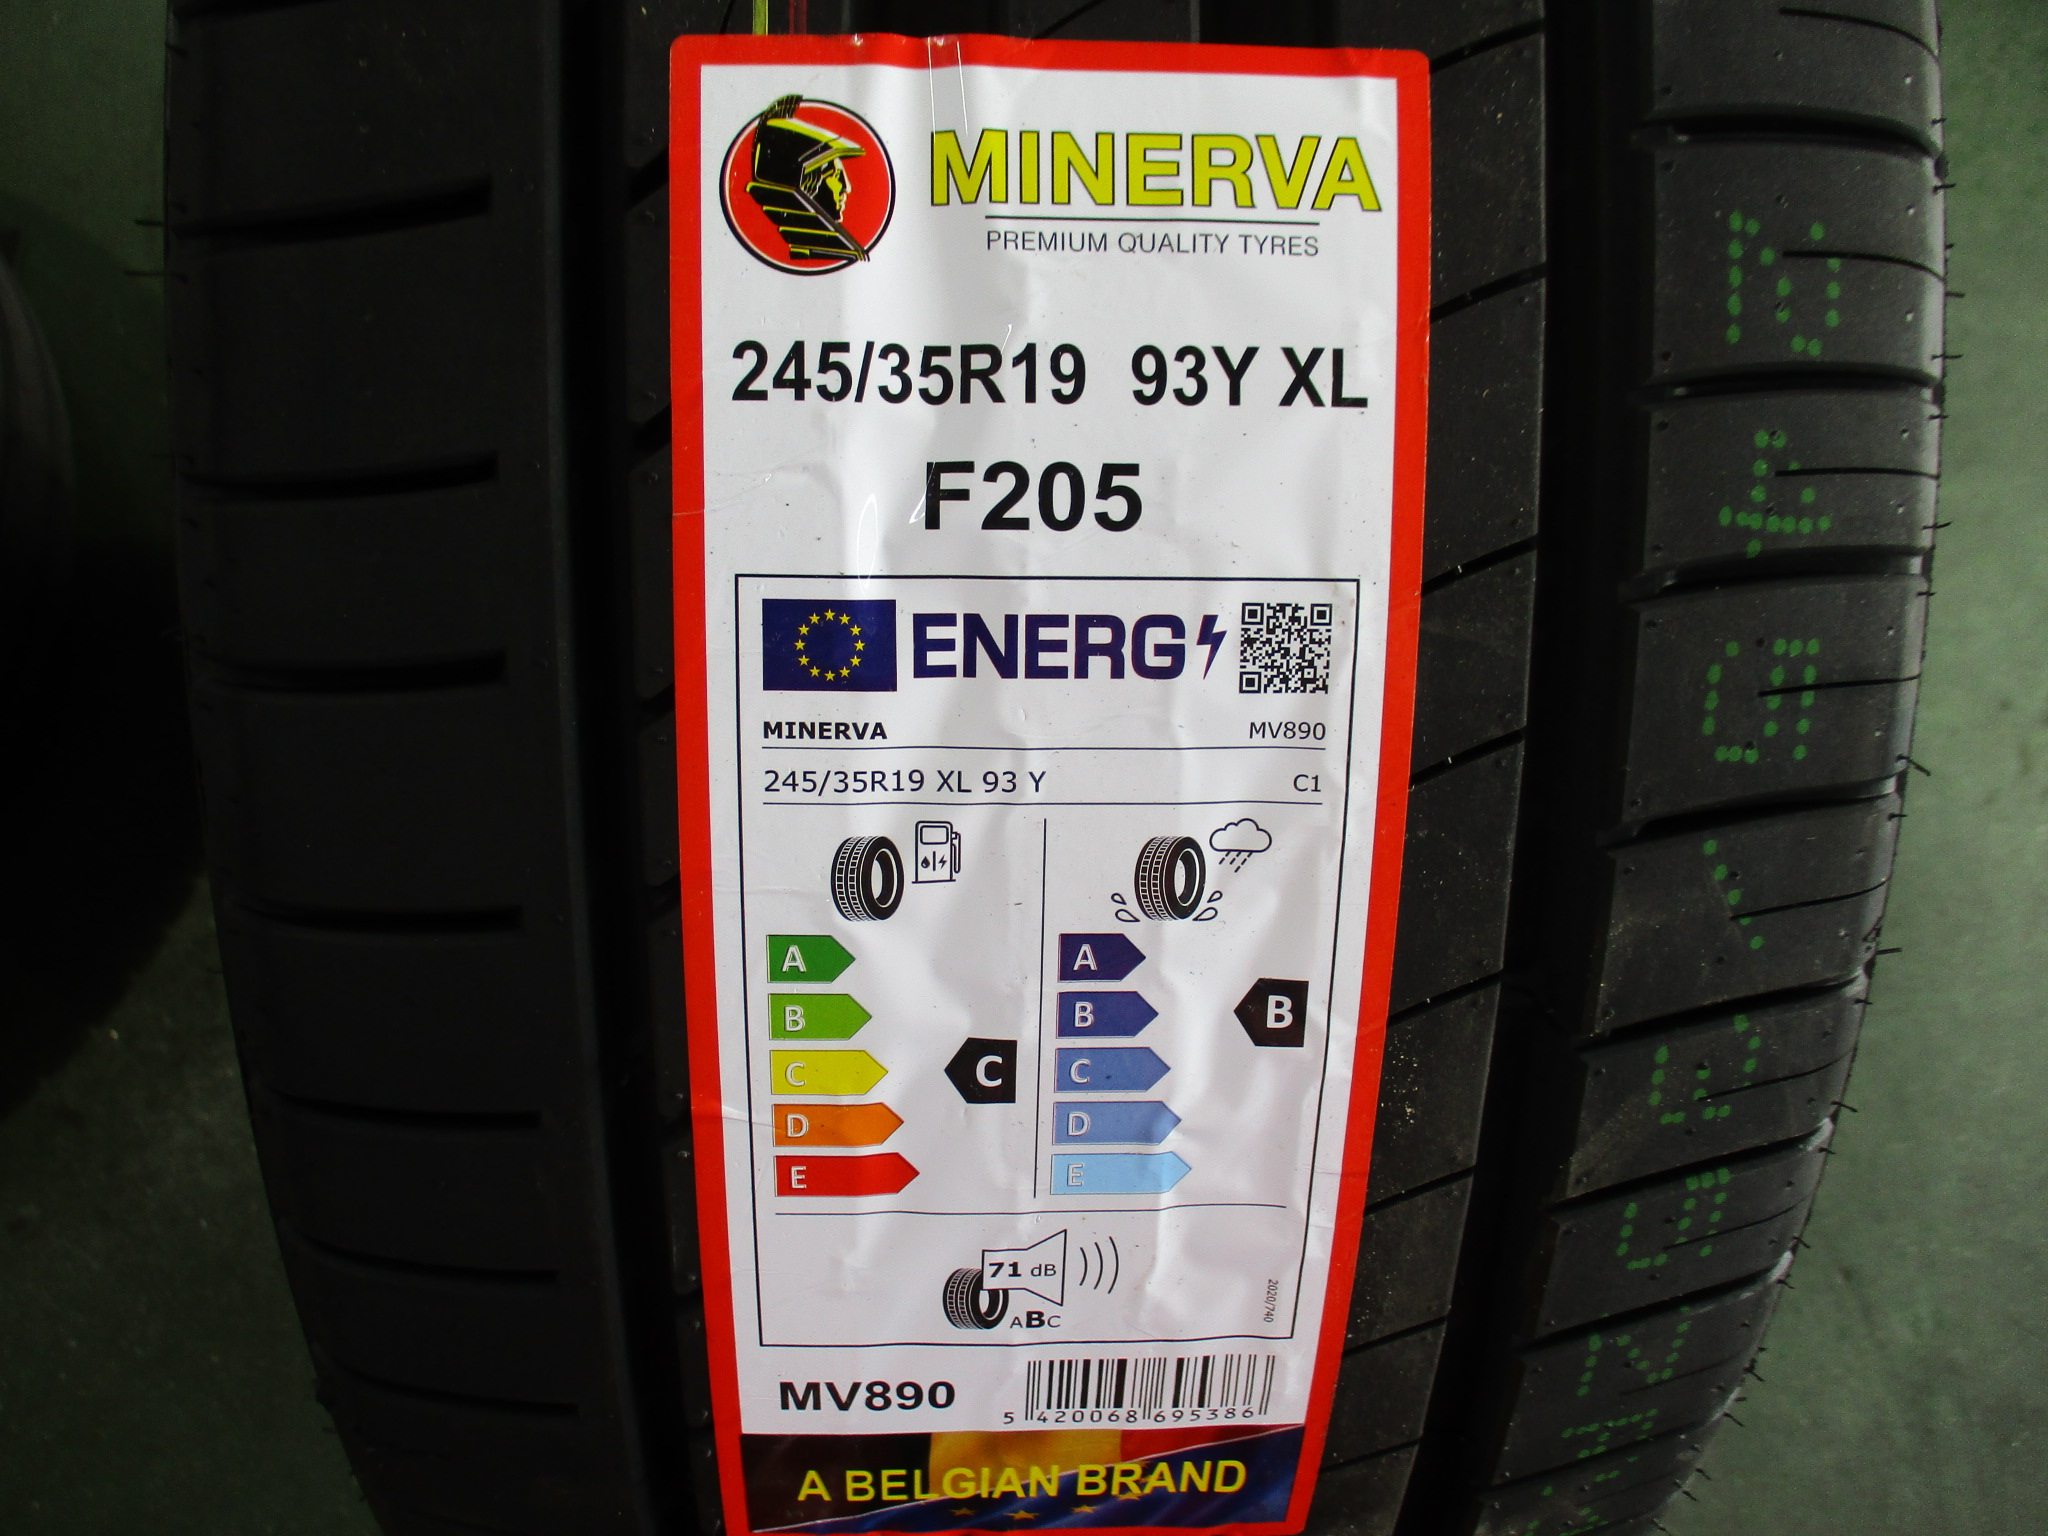 MINERVA
PREMIUM QUALITY TYRES
245/35R19 93Y XL
F205
ENERG
MINERVA MV890
245/35R19 XL 93 Y C1
A A
B B B
C C C
D D
E E
71 dB
ABC
2020/740
MV890
5 420068 695386
A BELGIAN BRAND
245/